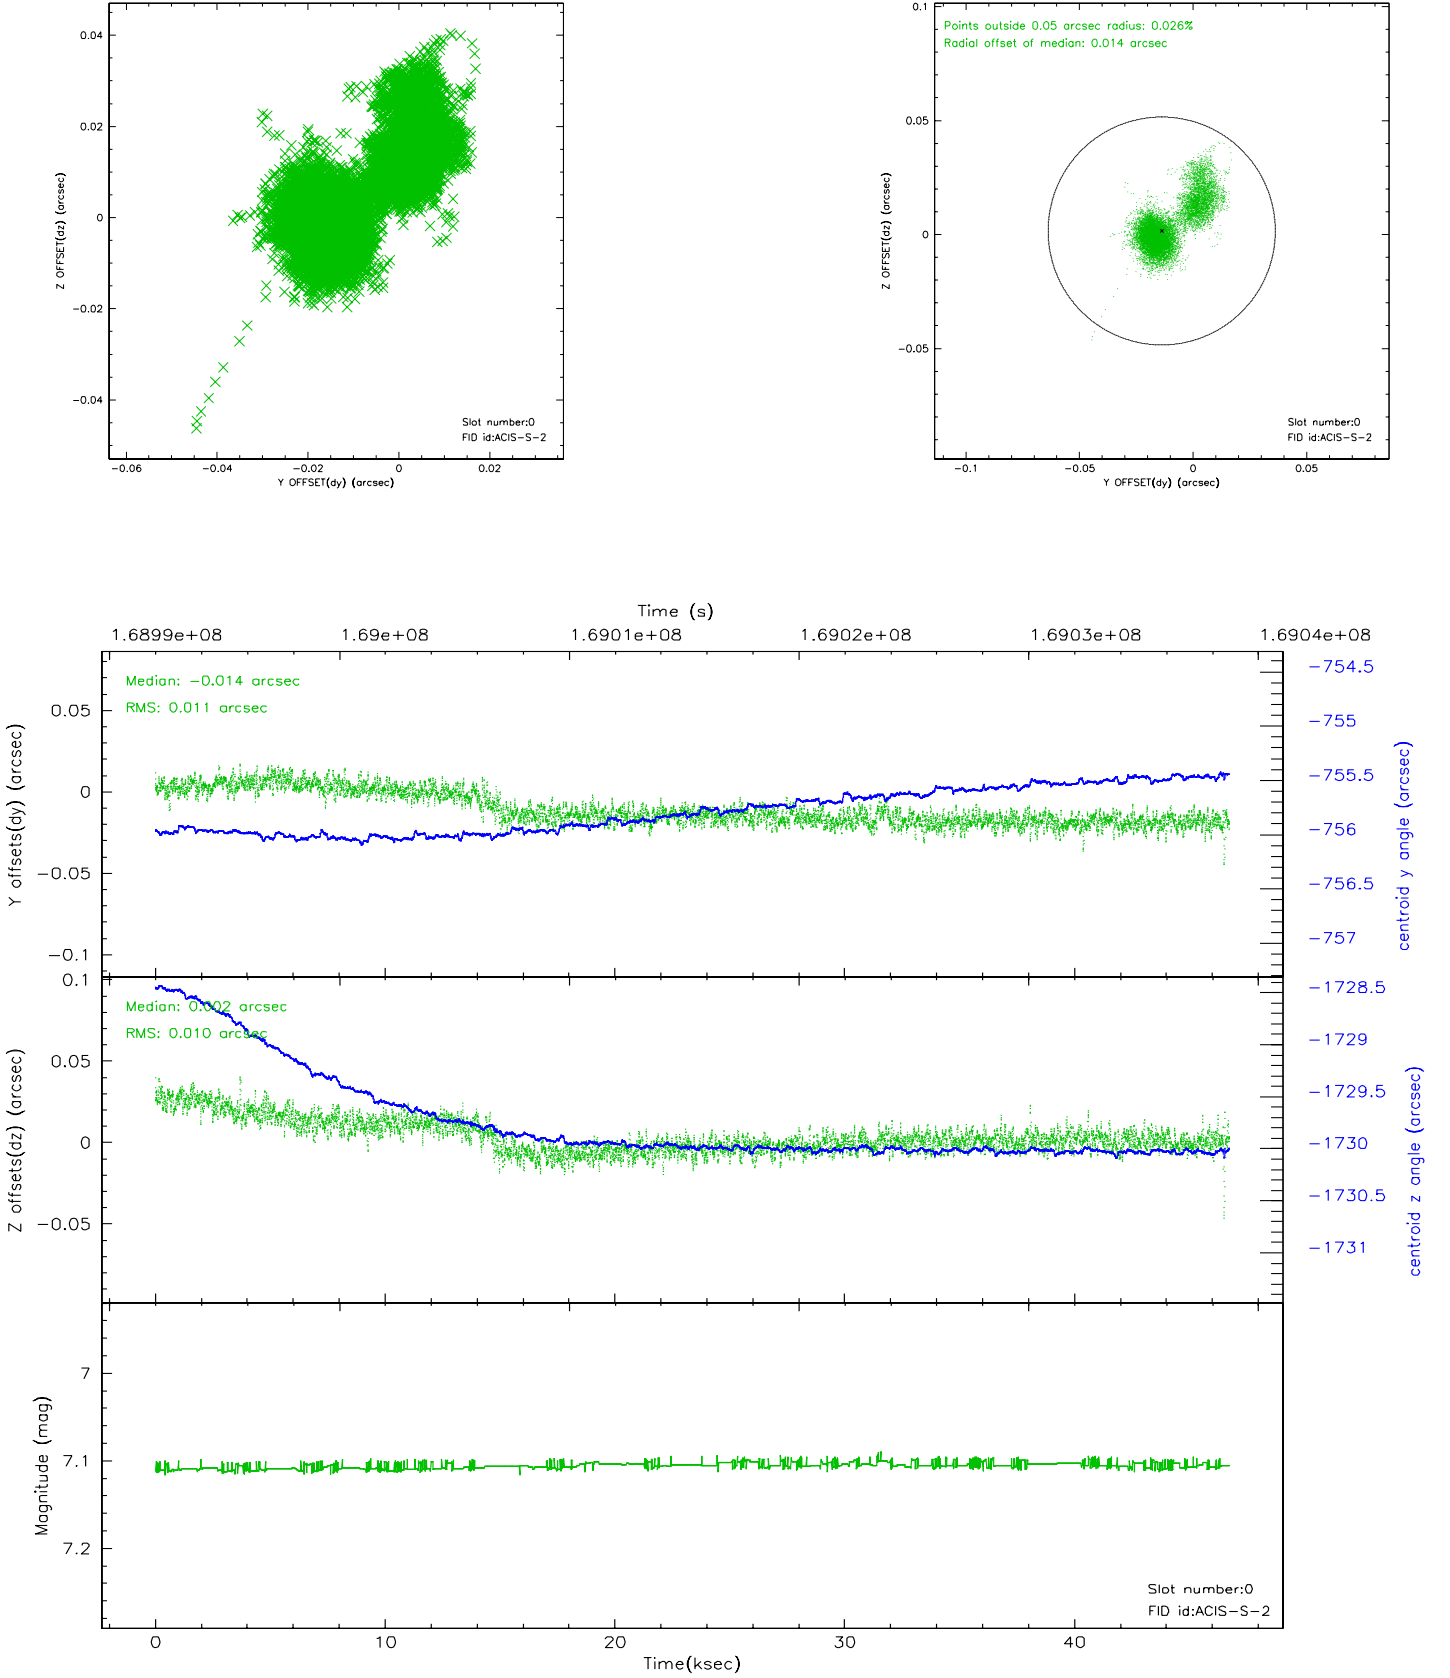 0.04
0.02
0
−0.02
−0.04
Z OFFSET(dz) (arcsec)
Slot number:0
FID id:ACIS−S−2
−0.06 −0.04 −0.02 0 0.02
Y OFFSET(dy) (arcsec)
0.1
0.05
0
−0.05
Z OFFSET(dz) (arcsec)
Points outside 0.05 arcsec radius: 0.026%
Radial offset of median: 0.014 arcsec
Slot number:0
FID id:ACIS−S−2
−0.1 −0.05 0 0.05
Y OFFSET(dy) (arcsec)
Time (s)
1.6899e+08 1.69e+08 1.6901e+08 1.6902e+08 1.6903e+08 1.6904e+08
Median: −0.014 arcsec
RMS: 0.011 arcsec
0.05
0
−0.05
−0.1
Y offsets(dy) (arcsec)
−754.5
−755
−755.5
−756
−756.5
−757
centroid y angle (arcsec)
Median: 0.002 arcsec
RMS: 0.010 arcsec
0.1
0.05
0
−0.05
Z offsets(dz) (arcsec)
−1728.5
−1729
−1729.5
−1730
−1730.5
−1731
centroid z angle (arcsec)
7
7.1
7.2
Magnitude (mag)
Slot number:0
FID id:ACIS−S−2
0 10 20 30 40
Time(ksec)